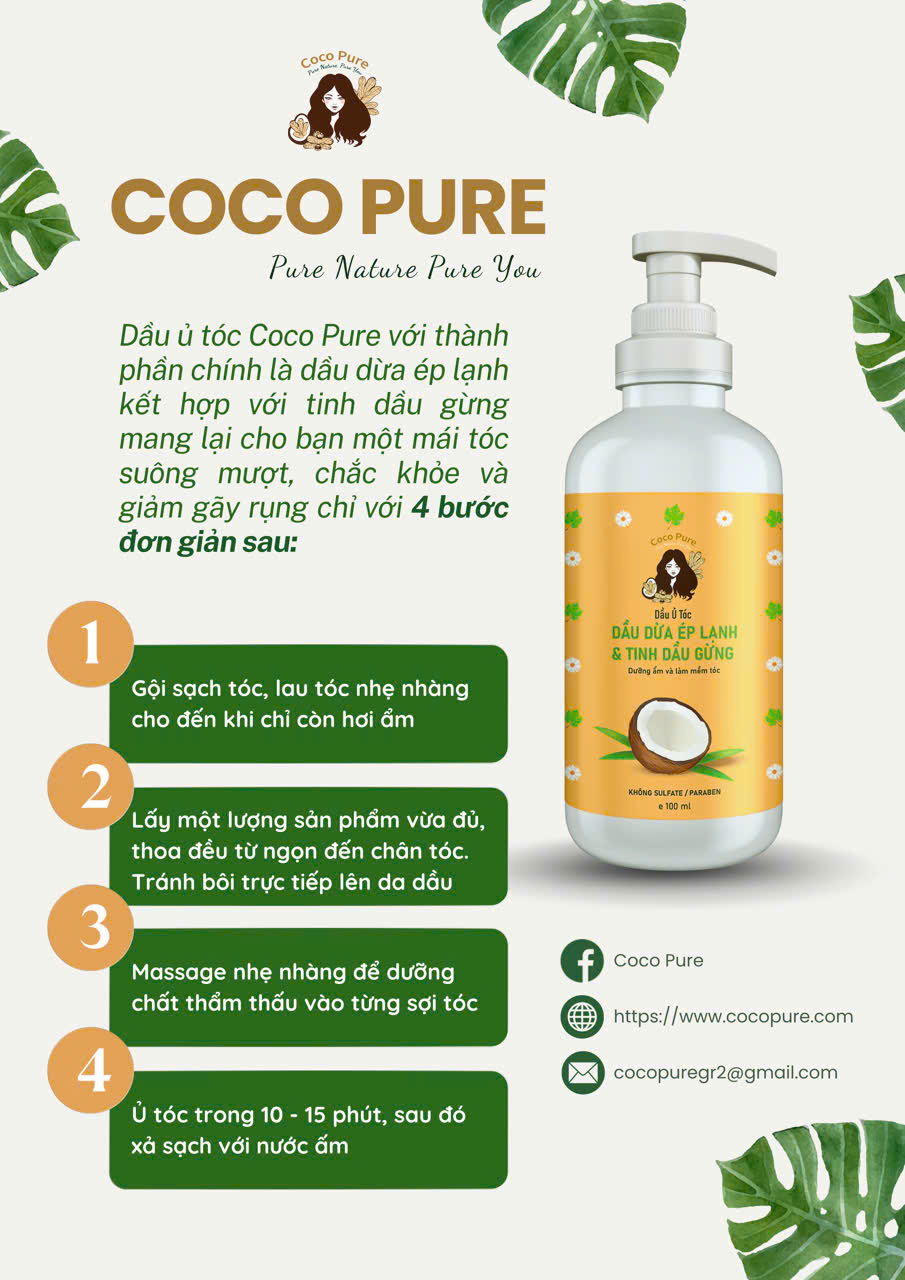 Coco Pure
Pure Nature Pure You
COCO PURE
Pure Nature Pure You
Dầu ủ tóc Coco Pure với thành
phần chính là dầu dừa ép lạnh
kết hợp với tinh dầu gừng
mang lại cho bạn một mái tóc
suông mượt, chắc khỏe và
giảm gãy rụng chỉ với 4 bước
đơn giản sau:
1
Gội sạch tóc, lau tóc nhẹ nhàng
cho đến khi chỉ còn hơi ẩm
2
Lấy một lượng sản phẩm vừa đủ,
thoa đều từ ngọn đến chân tóc.
Tránh bôi trực tiếp lên da dầu
3
Massage nhẹ nhàng để dưỡng
chất thẩm thấu vào từng sợi tóc
4
Ủ tóc trong 10 - 15 phút, sau đó
xả sạch với nước ấm
Coco Pure
Dầu Ủ Tóc
DẦU DỪA ÉP LẠNH
& TINH DẦU GỪNG
Dưỡng ẩm và làm mềm tóc
KHÔNG SULFATE / PARABEN
e 100 ml
Coco Pure
https://www.cocopure.com
cocopuregr2@gmail.com